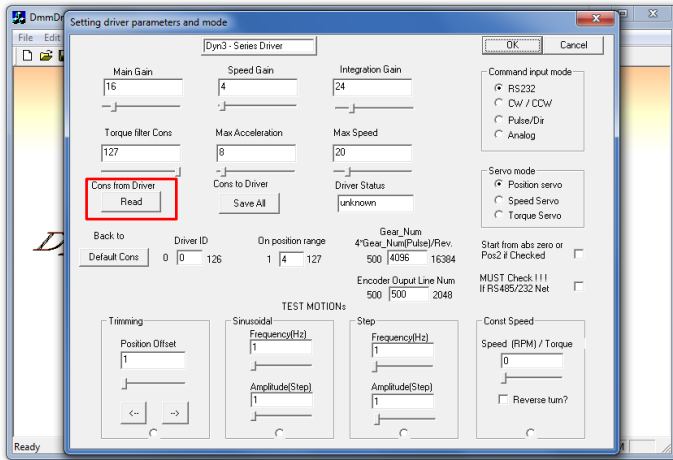 DmmDr
Setting driver parameters and mode
File Edit
Dyn3 - Series Driver
OK Cancel
Main Gain Speed Gain Integration Gain
16 4 24
Command input mode
RS232
CW / CCW
Pulse/Dir
Analog
Torque filter Cons Max Acceleration Max Speed
127 8 20
Servo mode
Position servo
Speed Servo
Torque Servo
Cons from Driver Cons to Driver Driver Status
Read Save All unknown
Back to
Default Cons
Driver ID
0 0 126
On position range
1 4 127
Gear_Num
4*Gear_Num(Pulse)/Rev.
500 4096 16384
Start from abs zero or
Pos2 if Checked
Encoder Ouput Line Num
500 500 2048
MUST Check ! ! !
If RS485/232 Net
TEST MOTIONs
Trimming
Position Offset
1
<-- -->
Sinusoidal
Frequency(Hz)
1
Amplitude(Step)
1
Step
Frequency(Hz)
1
Amplitude(Step)
1
Const Speed
Speed (RPM) / Torque
0
Reverse turn?
Ready